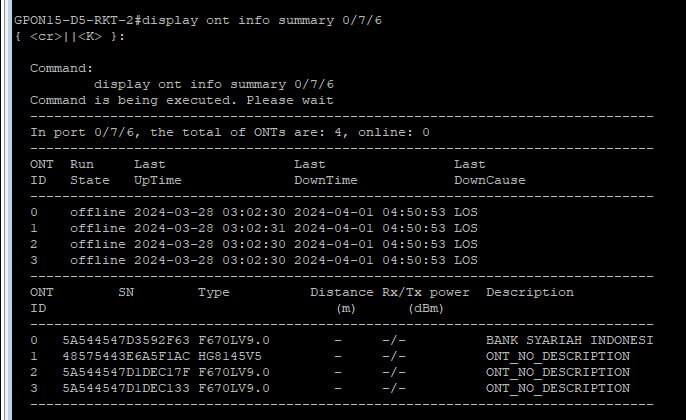 GPON15-D5-RKT-2#display ont info summary 0/7/6
{ <cr>||<K> }:
Command:
display ont info summary 0/7/6
Command is being executed. Please wait
------------------------------------------------------------------------------
In port 0/7/6, the total of ONTs are: 4, online: 0
------------------------------------------------------------------------------
ONT Run Last Last Last
ID State UpTime DownTime DownCause
------------------------------------------------------------------------------
0 offline 2024-03-28 03:02:30 2024-04-01 04:50:53 LOS
1 offline 2024-03-28 03:02:31 2024-04-01 04:50:53 LOS
2 offline 2024-03-28 03:02:30 2024-04-01 04:50:53 LOS
3 offline 2024-03-28 03:02:30 2024-04-01 04:50:53 LOS
------------------------------------------------------------------------------
ONT SN Type Distance Rx/Tx power Description
ID (m) (dBm)
------------------------------------------------------------------------------
0 5A544547D3592F63 F670LV9.0 - -/- BANK SYARIAH INDONESI
1 48575443E6A5F1AC HG8145V5 - -/- ONT_NO_DESCRIPTION
2 5A544547D1DEC17F F670LV9.0 - -/- ONT_NO_DESCRIPTION
3 5A544547D1DEC133 F670LV9.0 - -/- ONT_NO_DESCRIPTION
------------------------------------------------------------------------------